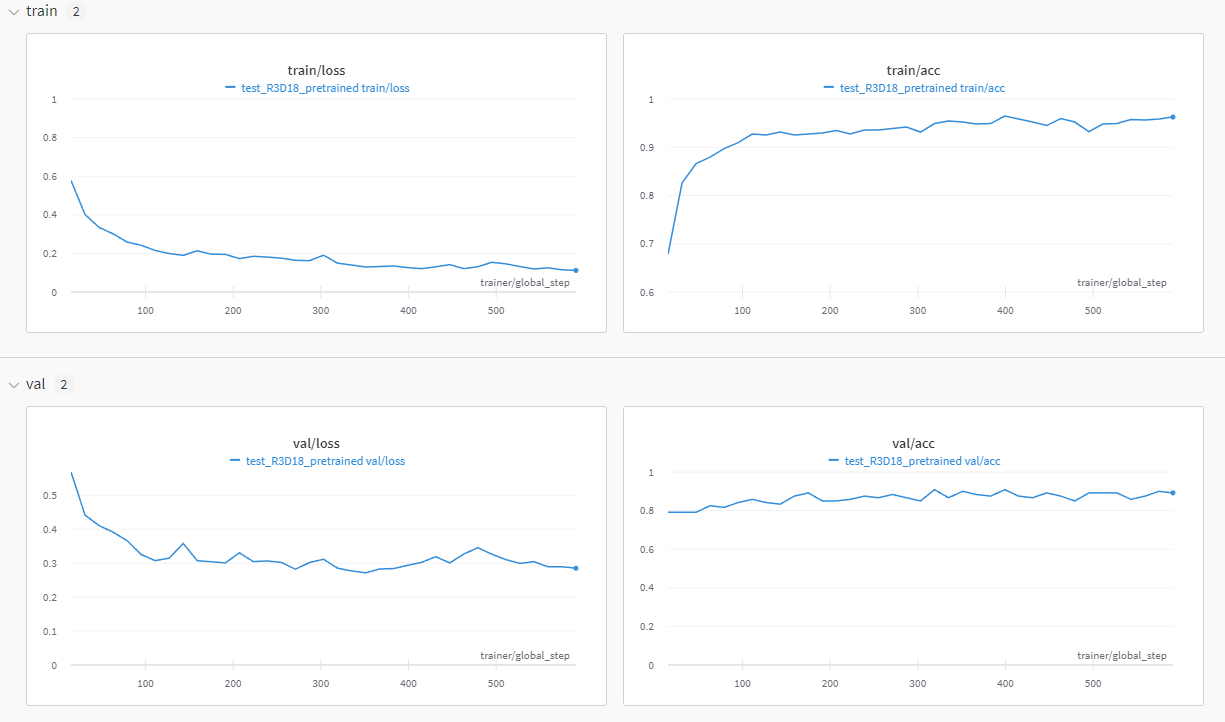 train 2
train/loss
test_R3D18_pretrained train/loss
1
0.8
0.6
0.4
0.2
0
trainer/global_step
100 200 300 400 500
train/acc
test_R3D18_pretrained train/acc
1
0.9
0.8
0.7
0.6
trainer/global_step
100 200 300 400 500
val 2
val/loss
test_R3D18_pretrained val/loss
0.5
0.4
0.3
0.2
0.1
0
trainer/global_step
100 200 300 400 500
val/acc
test_R3D18_pretrained val/acc
1
0.8
0.6
0.4
0.2
0
trainer/global_step
100 200 300 400 500